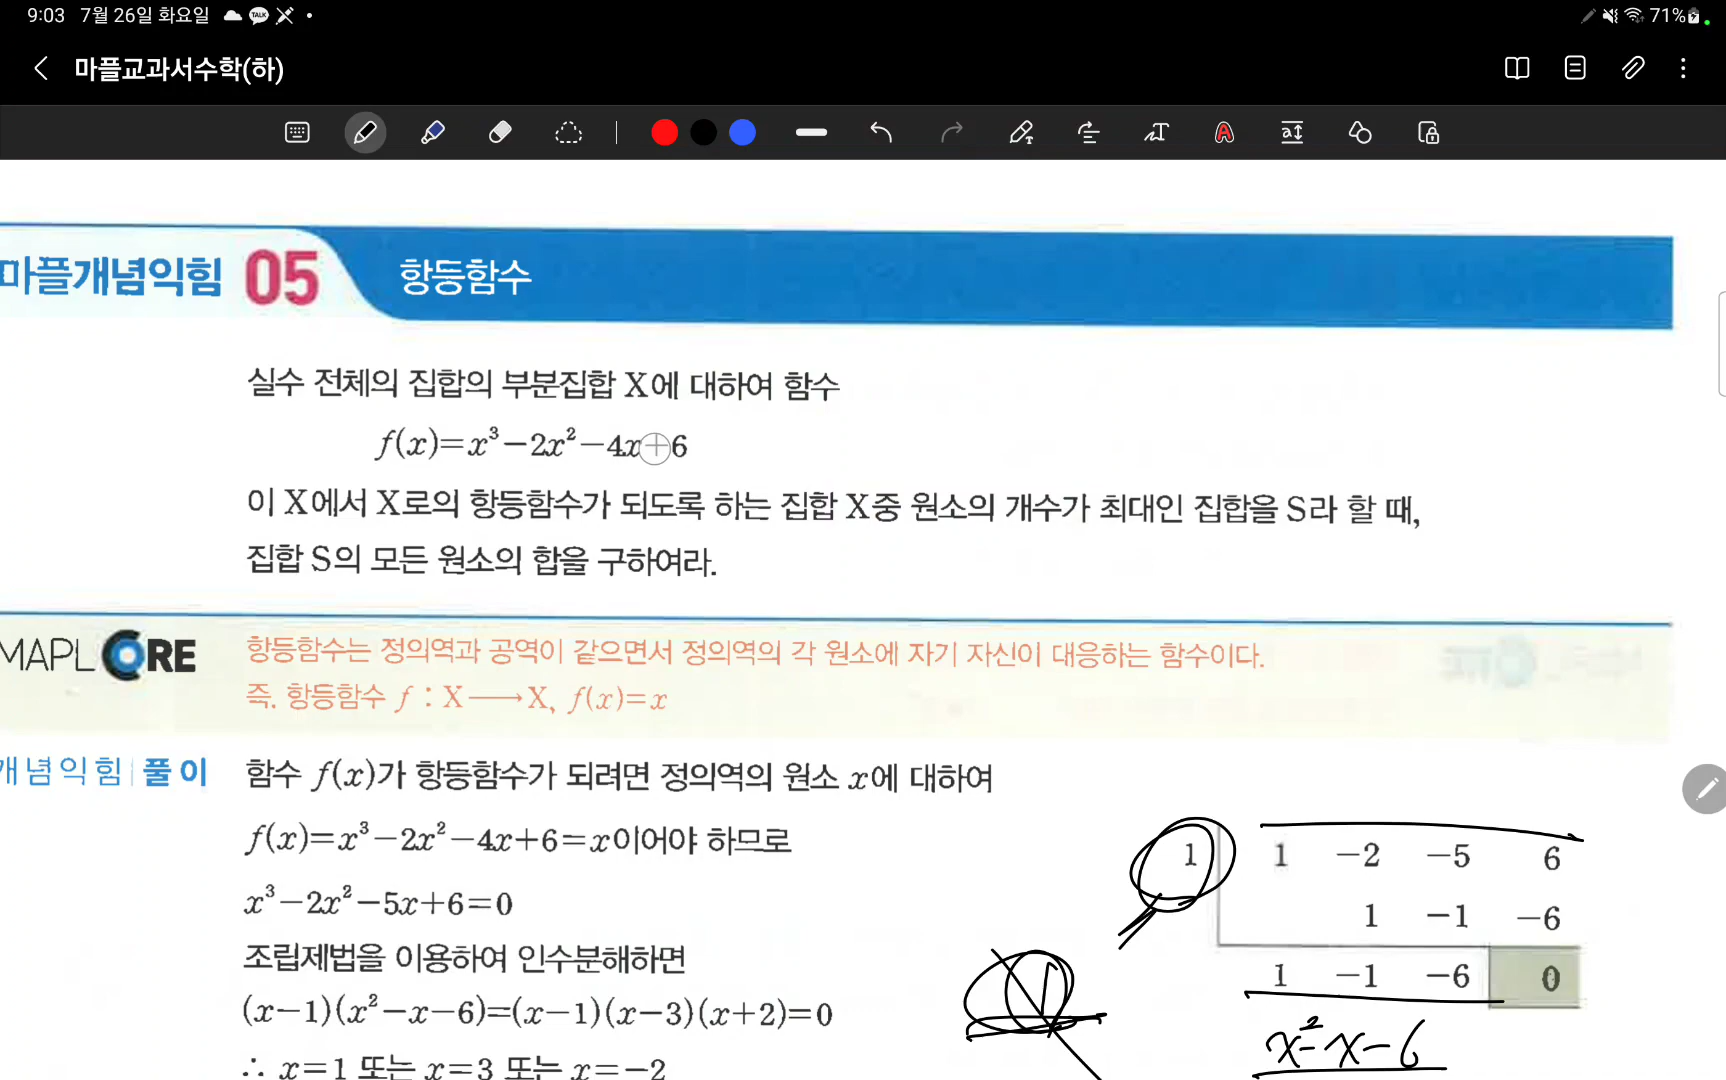 9:03 7월 26일 화요일 TALK
71%
마플교과서수학(하)
마플개념익힘 05 항등함수
실수 전체의 집합의 부분집합 X에 대하여 함수
f(x)=x³-2x²-4x+6
이 X에서 X로의 항등함수가 되도록 하는 집합 X중 원소의 개수가 최대인 집합을 S라 할 때,
집합 S의 모든 원소의 합을 구하여라.
MAPL CORE 항등함수는 정의역과 공역이 같으면서 정의역의 각 원소에 자기 자신이 대응하는 함수이다.
즉. 항등함수 f : X⟶X, f(x)=x
개념익힘 | 풀이 함수 f(x)가 항등함수가 되려면 정의역의 원소 x에 대하여
f(x)=x³-2x²-4x+6=x이어야 하므로
x³-2x²-5x+6=0
조립제법을 이용하여 인수분해하면
(x-1)(x²-x-6)=(x-1)(x-3)(x+2)=0
∴ x=1 또는 x=3 또는 x=-2
1 1 -2 -5 6
1 -1 -6
1 -1 -6 0
x²-x-6